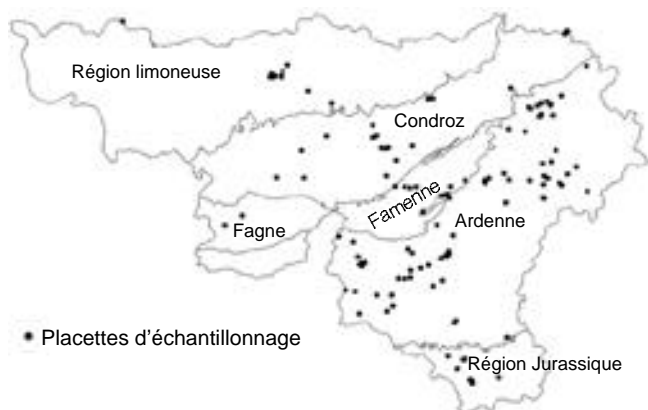 Région limoneuse
Condroz
Famenne
Fagne
Ardenne
Placettes d'échantillonnage
Région Jurassique